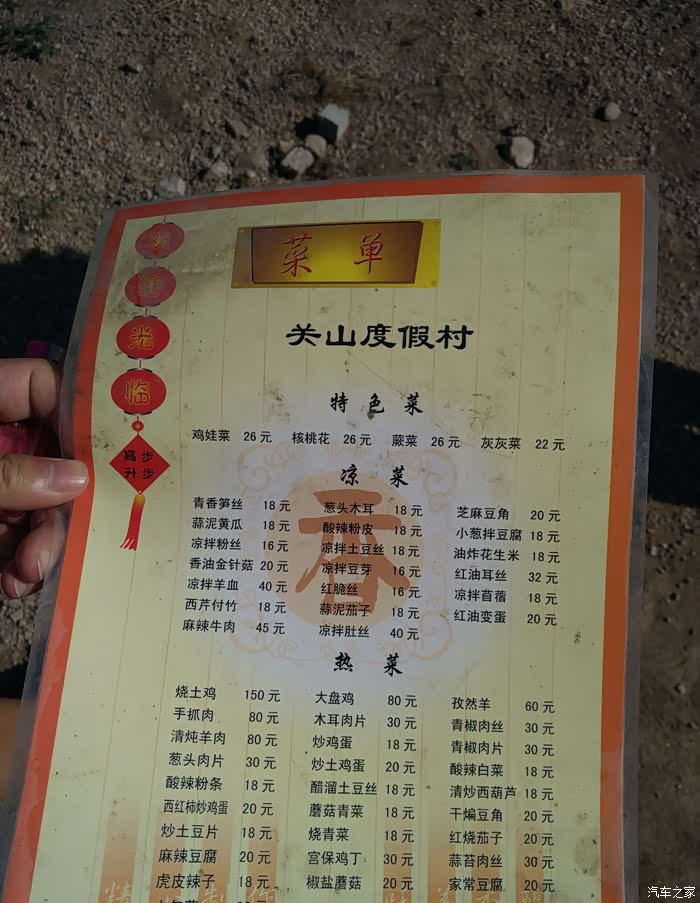 菜单
光
临
高步
升步
关山度假村
特色菜
鸡娃菜 26元 核桃花 26元 蕨菜 26元 灰灰菜 22元
凉菜
青香笋丝 18元 葱头木耳 18元 芝麻豆角 20元
蒜泥黄瓜 18元 酸辣粉皮 18元 小葱拌豆腐 18元
凉拌粉丝 16元 凉拌土豆丝 18元 油炸花生米 18元
香油金针菇 20元 凉拌豆芽 16元 红油耳丝 32元
凉拌羊血 40元 红脆丝 16元 凉拌苜蓿 18元
西芹付竹 18元 蒜泥茄子 18元 红油变蛋 20元
麻辣牛肉 45元 凉拌肚丝 40元
热菜
烧土鸡 150元 大盘鸡 80元 孜然羊 60元
手抓肉 80元 木耳肉片 30元 青椒肉丝 30元
清炖羊肉 80元 炒鸡蛋 18元 青椒肉片 30元
葱头肉片 30元 炒土鸡蛋 20元 酸辣白菜 18元
酸辣粉条 18元 醋溜土豆丝 18元 清炒西葫芦 18元
西红柿炒鸡蛋 20元 蘑菇青菜 18元 干煸豆角 20元
炒土豆片 18元 烧青菜 18元 红烧茄子 20元
麻辣豆腐 20元 宫保鸡丁 30元 蒜苔肉丝 30元
虎皮辣子 18元 椒盐蘑菇 20元 家常豆腐 20元
汽车之家